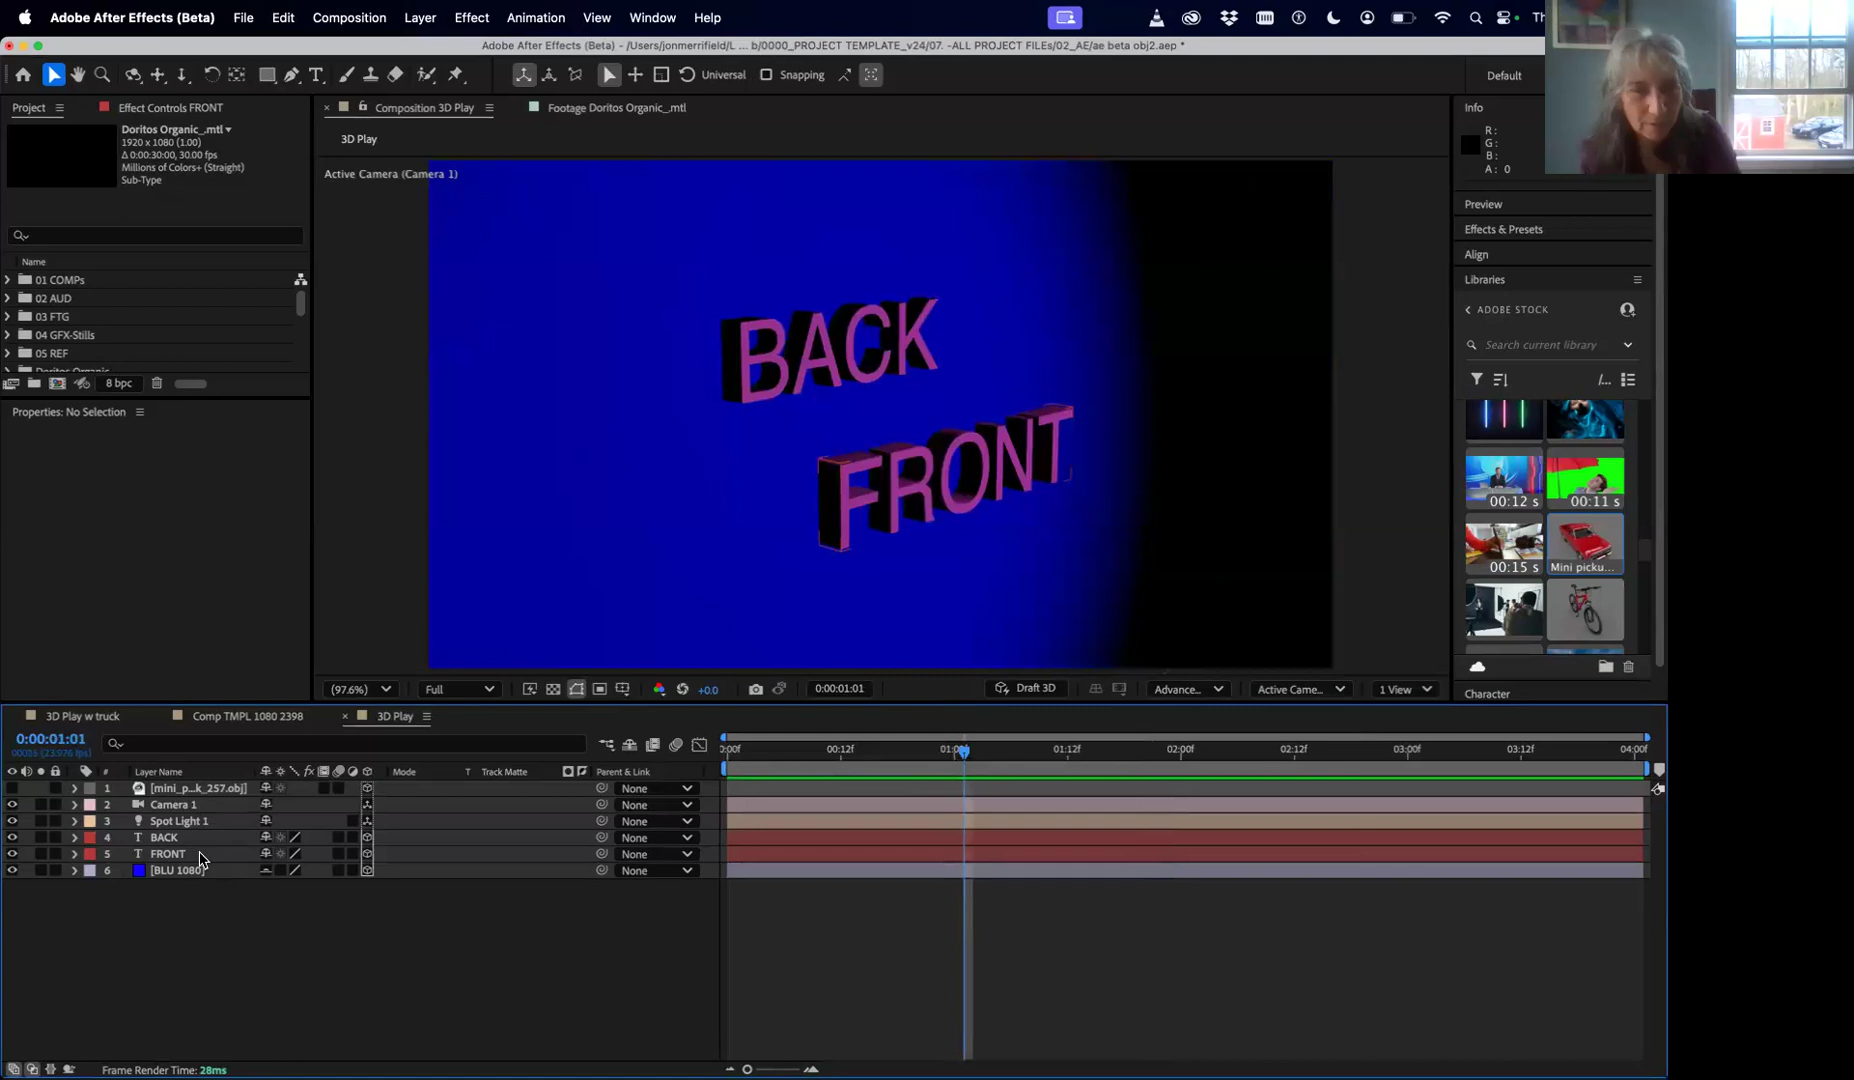 Adobe After Effects (Beta) File Edit Composition Layer Effect Animation View Window Help
Adobe After Effects (Beta) - /Users/jonmerrifield/L ... b/0000_PROJECT TEMPLATE_v24/07. -ALL PROJECT FILEs/02_AE/ae beta obj2.aep *
Universal Snapping Default
Project Effect Controls FRONT Composition 3D Play Footage Doritos Organic_.mtl Info
Doritos Organic_.mtl
1920 x 1080 (1.00)
Δ 0:00:30:00, 30.00 fps
Millions of Colors+ (Straight)
Sub-Type
3D Play
Active Camera (Camera 1)
R:
G:
B:
A: 0
Preview
Effects & Presets
Align
Libraries
ADOBE STOCK
Search current library
Name
01 COMPs
02 AUD
03 FTG
04 GFX-Stills
05 REF
8 bpc
Properties: No Selection
BACK
FRONT
00:12 s 00:11 s
00:15 s Mini picku...
(97.6%) Full +0.0 0:00:01:01 Draft 3D Advance... Active Came... 1 View
Character
3D Play w truck Comp TMPL 1080 2398 3D Play
0:00:01:01
:00f 00:12f 01:00f 01:12f 02:00f 02:12f 03:00f 03:12f 04:00f
# Layer Name Mode T Track Matte Parent & Link
1 [mini_p...k_257.obj] None
2 Camera 1 None
3 Spot Light 1 None
4 T BACK None
5 T FRONT None
6 [BLU 1080] None
Frame Render Time: 28ms